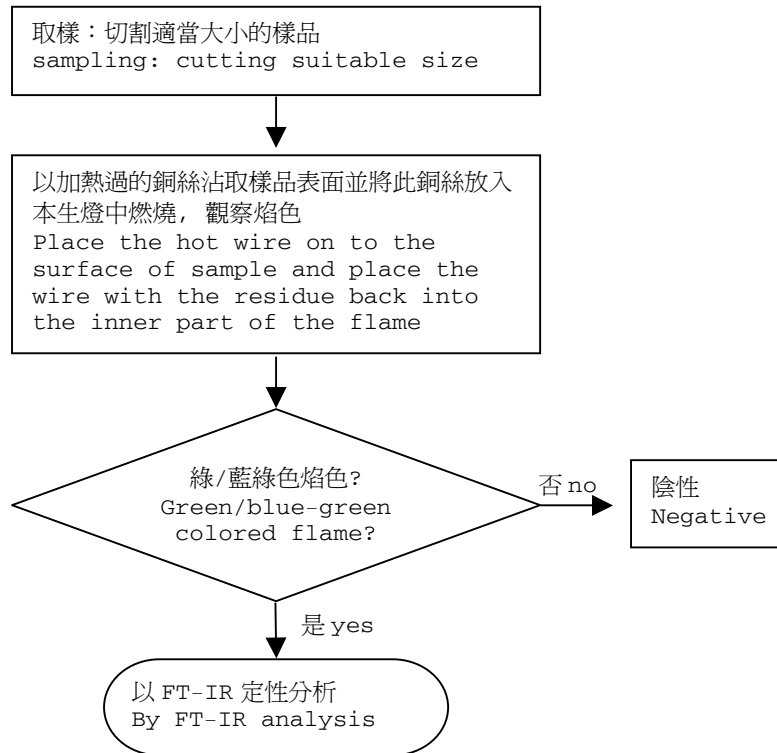 取樣：切割適當大小的樣品
sampling: cutting suitable size
以加熱過的銅絲沾取樣品表面並將此銅絲放入
本生燈中燃燒, 觀察焰色
Place the hot wire on to the
surface of sample and place the
wire with the residue back into
the inner part of the flame
綠/藍綠色焰色?
Green/blue-green
colored flame?
否 no
陰性
Negative
是 yes
以 FT-IR 定性分析
By FT-IR analysis